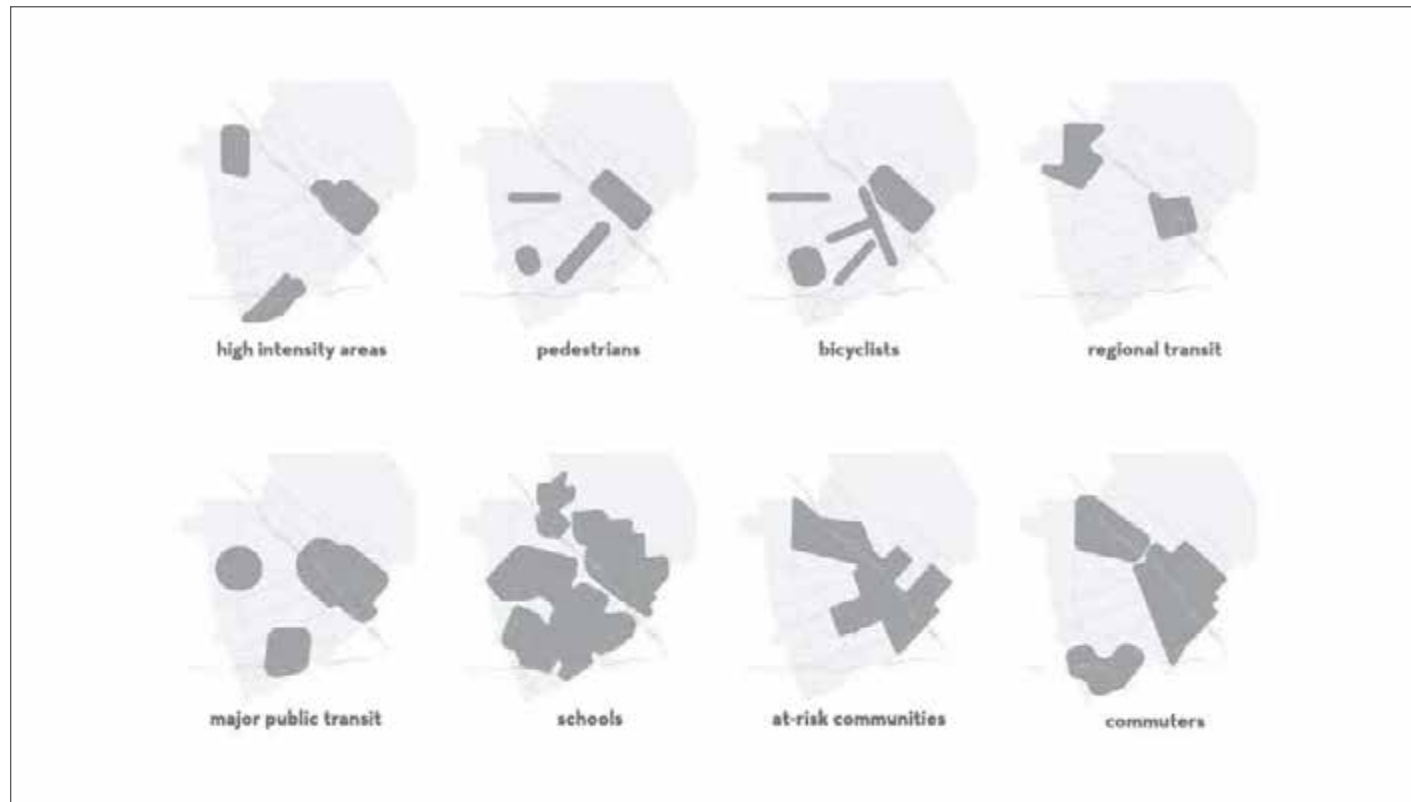 high intensity areas
pedestrians
bicyclists
regional transit
major public transit
schools
at-risk communities
commuters